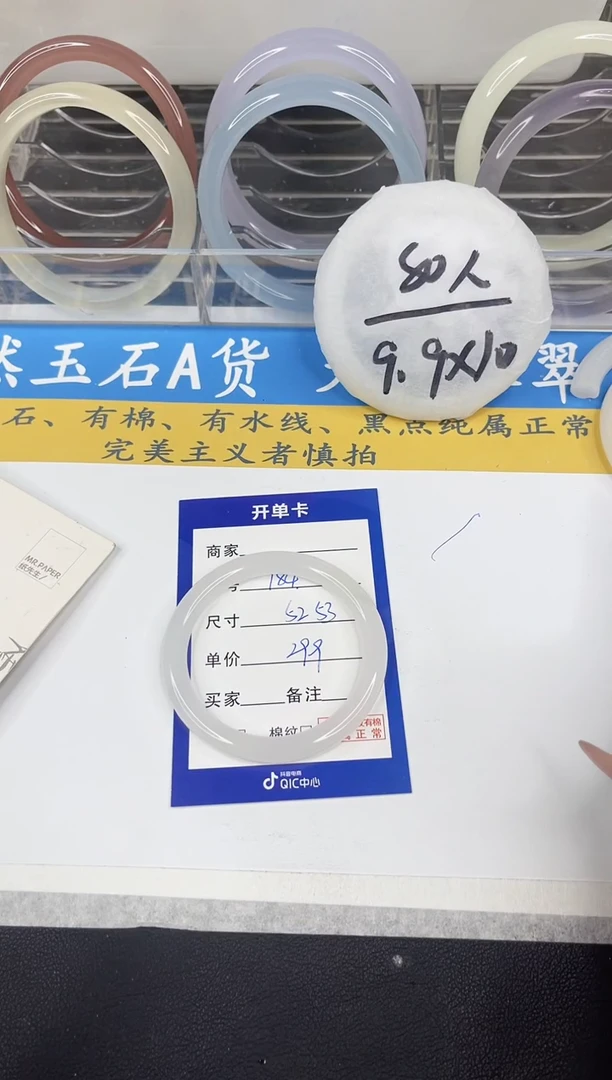 80人
9.9X10
然玉石A货
翠
石、有棉、有水线、黑点纯属正常
完美主义者慎拍
MR.PAPER
纸先生
开单卡
商家
号 184
尺寸 52 53
单价 299
买家 备注
棉纹
有棉
正常
抖音电商
QIC中心